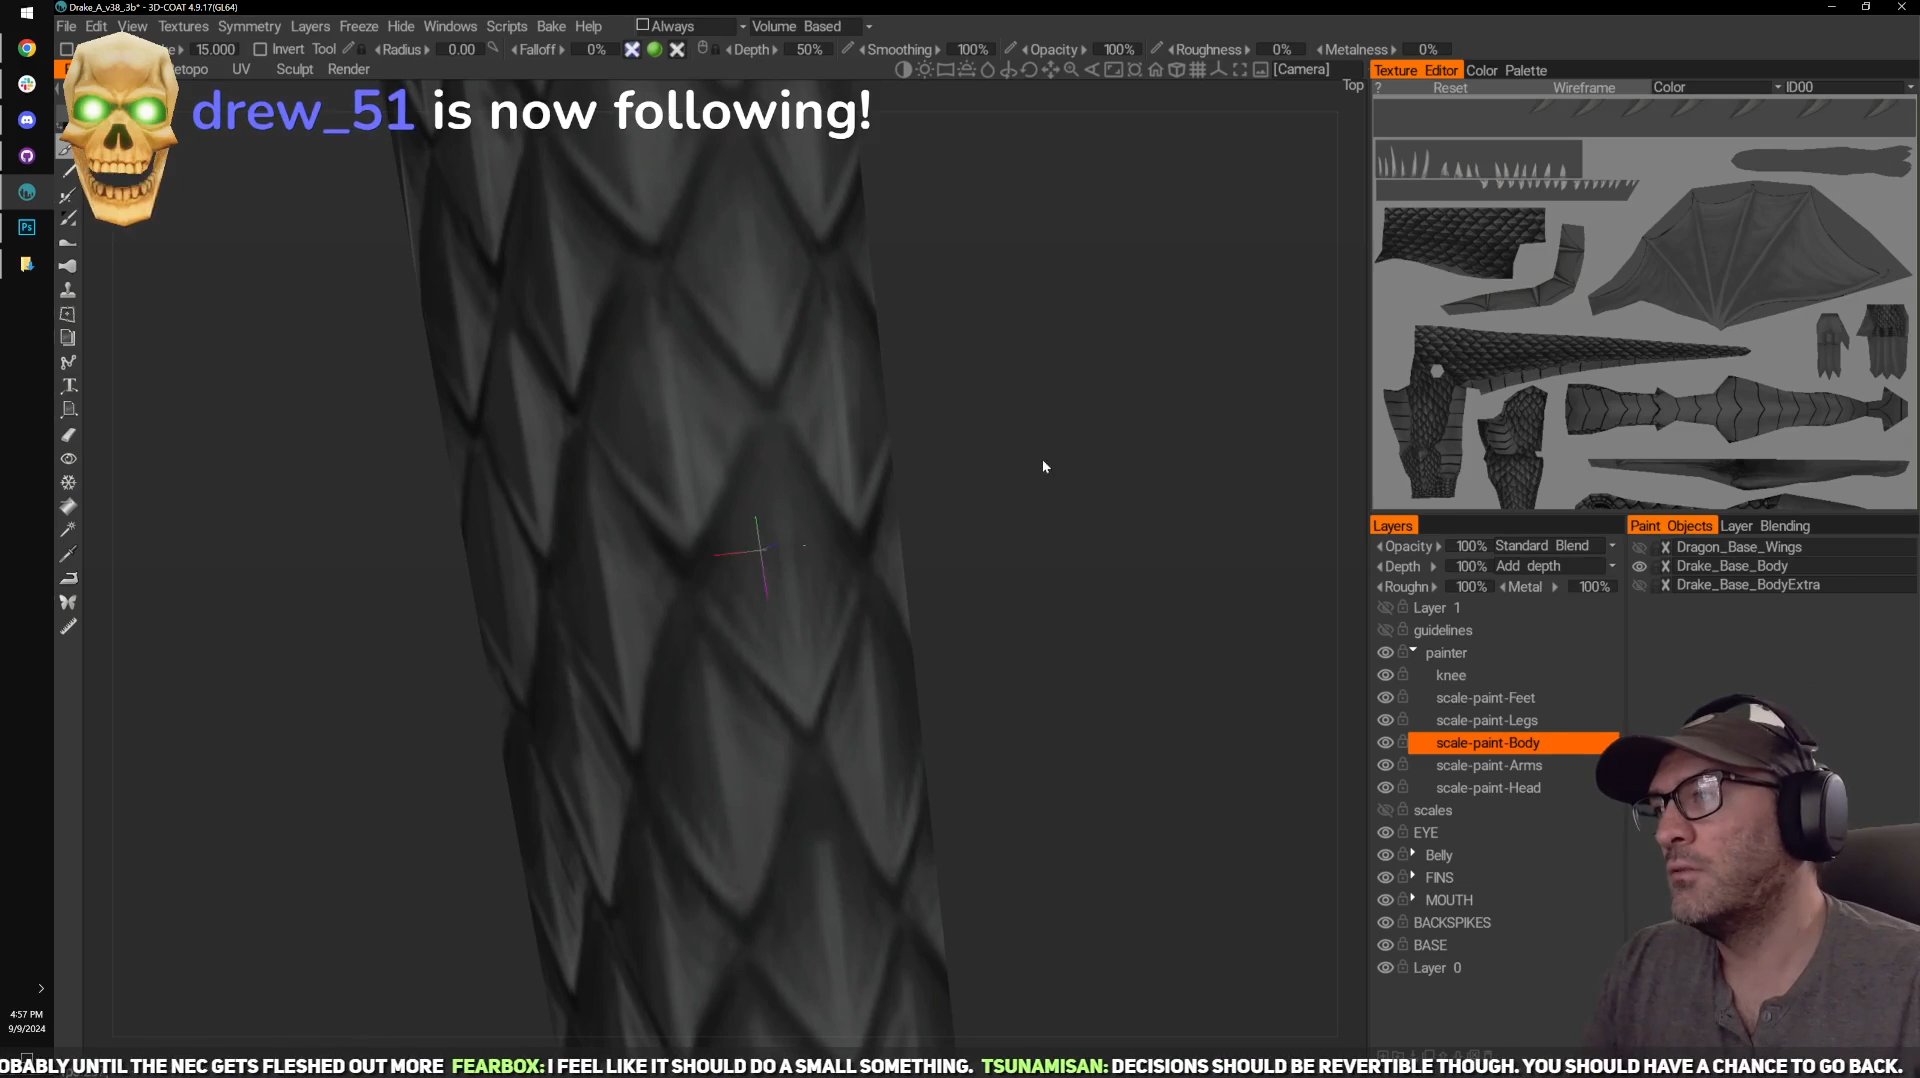 Drake_A_v38_.3b* - 3D-COAT 4.9.17(GL64)
File Edit View Textures Symmetry Layers Freeze Hide Windows Scripts Bake Help Always Volume Based
15.000 Invert Tool Radius 0.00 Falloff 0% Depth 50% Smoothing 100% Opacity 100% Roughness 0% Metalness 0%
etopo UV Sculpt Render [Camera]
Top
drew_51 is now following!
Texture Editor Color Palette
? Reset Wireframe Color ID00
Layers
Opacity 100% Standard Blend
Depth 100% Add depth
Roughn 100% Metal 100%
Layer 1
guidelines
painter
knee
scale-paint-Feet
scale-paint-Legs
scale-paint-Body
scale-paint-Arms
scale-paint-Head
scales
EYE
Belly
FINS
MOUTH
BACKSPIKES
BASE
Layer 0
Paint Objects Layer Blending
X Dragon_Base_Wings
X Drake_Base_Body
X Drake_Base_BodyExtra
Ps
4:57 PM
9/9/2024
OBABLY UNTIL THE NEC GETS FLESHED OUT MORE FEARBOX: I FEEL LIKE IT SHOULD DO A SMALL SOMETHING. TSUNAMISAN: DECISIONS SHOULD BE REVERTIBLE THOUGH. YOU SHOULD HAVE A CHANCE TO GO BACK.